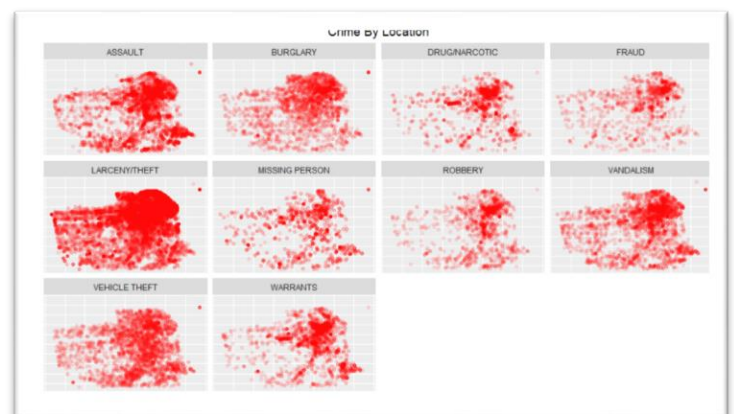 Crime By Location
ASSAULT
BURGLARY
DRUG/NARCOTIC
FRAUD
LARCENY/THEFT
MISSING PERSON
ROBBERY
VANDALISM
VEHICLE THEFT
WARRANTS